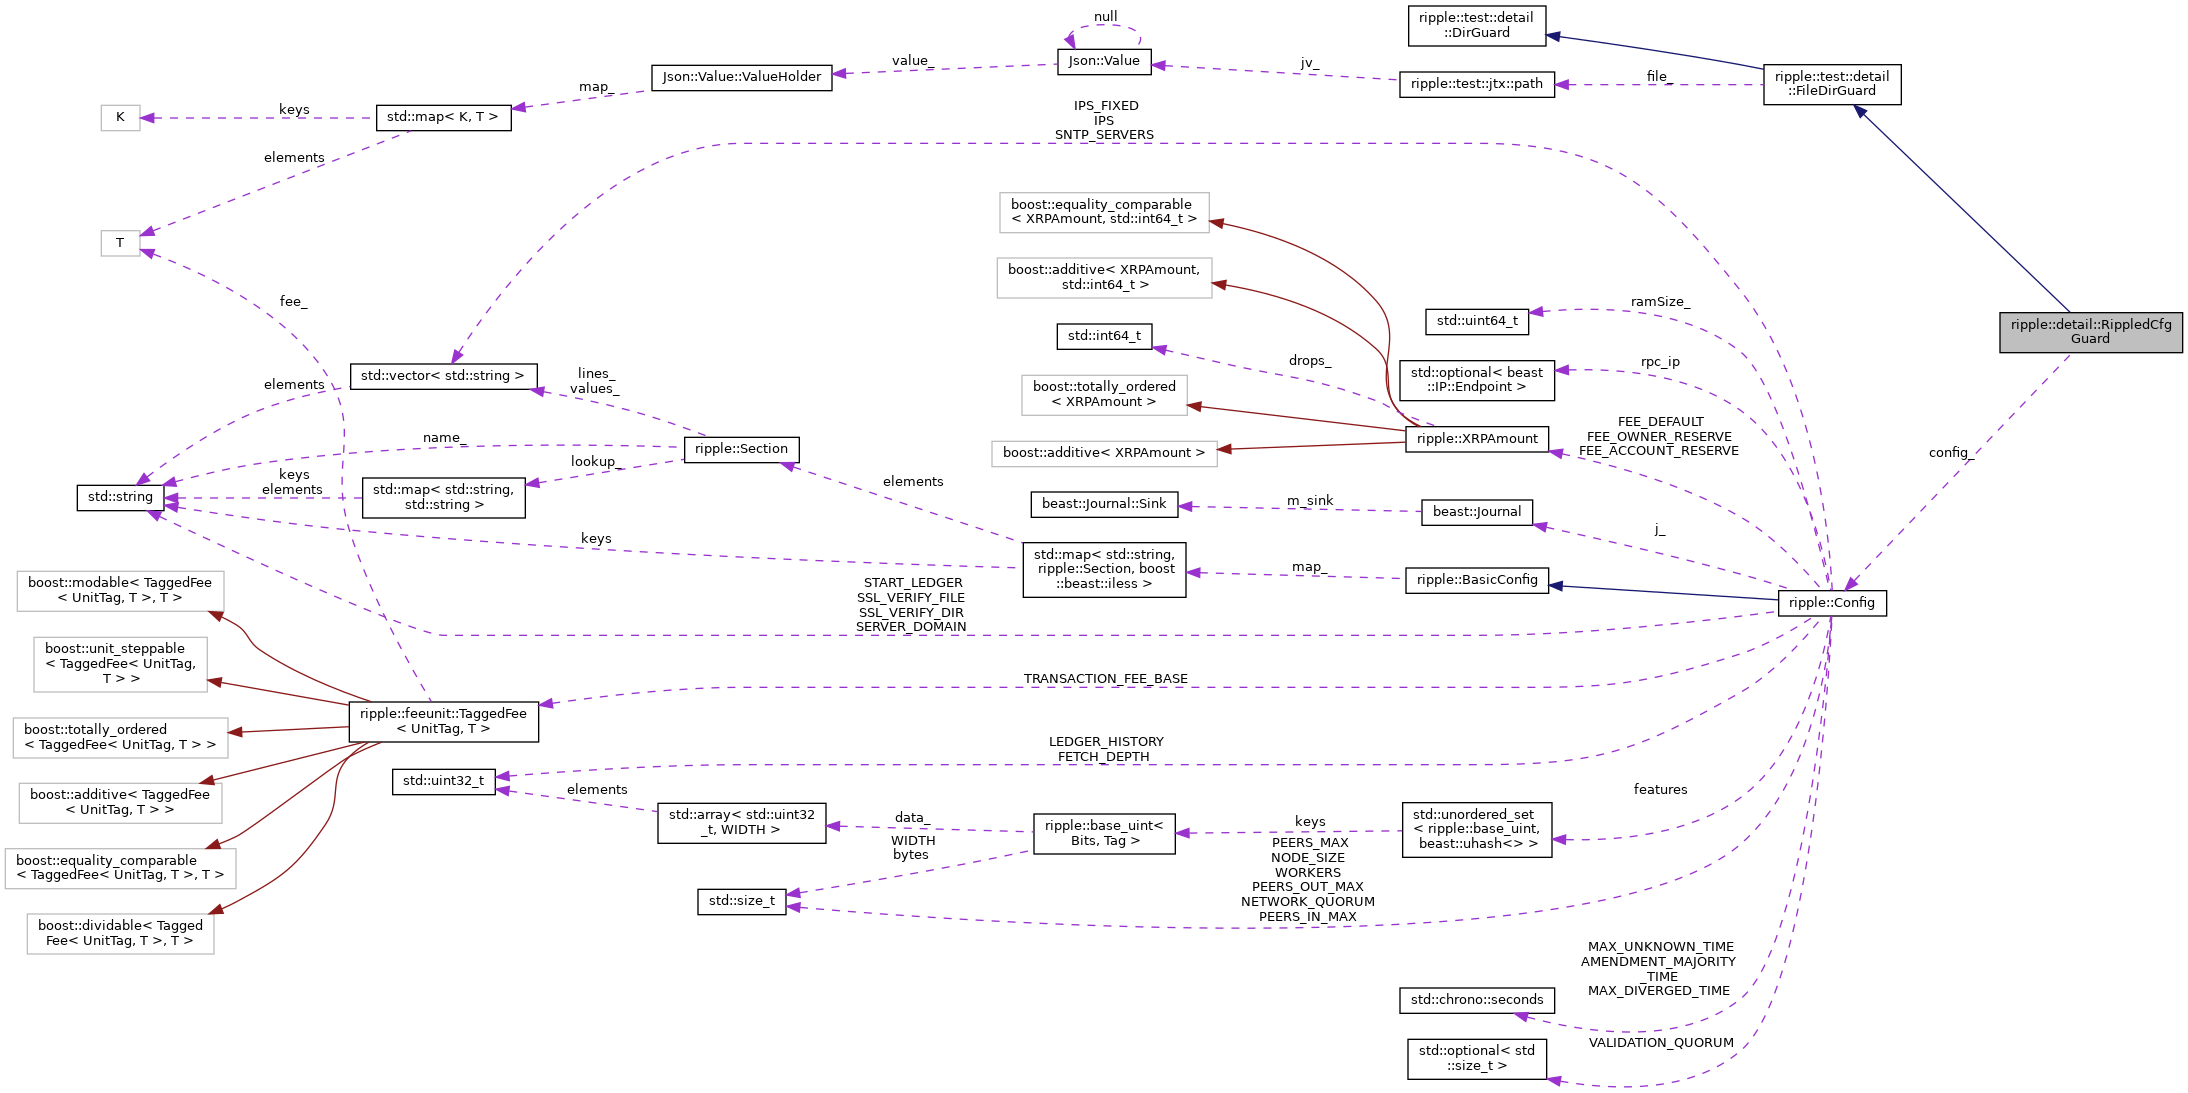 null
ripple::test::detail
::DirGuard
Json::Value
value_
jv_
Json::Value::ValueHolder
ripple::test::detail
::FileDirGuard
file_
ripple::test::jtx::path
map_
keys
K
std::map< K, T >
IPS_FIXED
IPS
SNTP_SERVERS
elements
boost::equality_comparable
< XRPAmount, std::int64_t >
T
boost::additive< XRPAmount,
std::int64_t >
fee_
ramSize_
std::uint64_t
ripple::detail::RippledCfg
Guard
std::int64_t
drops_
rpc_ip
std::optional< beast
::IP::Endpoint >
std::vector< std::string >
lines_
values_
elements
boost::totally_ordered
< XRPAmount >
FEE_DEFAULT
FEE_OWNER_RESERVE
FEE_ACCOUNT_RESERVE
ripple::XRPAmount
name_
ripple::Section
boost::additive< XRPAmount >
config_
lookup_
keys
elements
elements
std::string
std::map< std::string,
std::string >
beast::Journal::Sink
m_sink
beast::Journal
j_
keys
std::map< std::string,
ripple::Section, boost
::beast::iless >
map_
ripple::BasicConfig
ripple::Config
START_LEDGER
SSL_VERIFY_FILE
SSL_VERIFY_DIR
SERVER_DOMAIN
boost::modable< TaggedFee
< UnitTag, T >, T >
boost::unit_steppable
< TaggedFee< UnitTag,
T > >
TRANSACTION_FEE_BASE
ripple::feeunit::TaggedFee
< UnitTag, T >
boost::totally_ordered
< TaggedFee< UnitTag, T > >
LEDGER_HISTORY
FETCH_DEPTH
std::uint32_t
elements
features
boost::additive< TaggedFee
< UnitTag, T > >
std::array< std::uint32
_t, WIDTH >
data_
ripple::base_uint<
Bits, Tag >
keys
std::unordered_set
< ripple::base_uint,
beast::uhash<> >
WIDTH
bytes
PEERS_MAX
NODE_SIZE
WORKERS
PEERS_OUT_MAX
NETWORK_QUORUM
PEERS_IN_MAX
boost::equality_comparable
< TaggedFee< UnitTag, T >, T >
std::size_t
boost::dividable< Tagged
Fee< UnitTag, T >, T >
MAX_UNKNOWN_TIME
AMENDMENT_MAJORITY
_TIME
MAX_DIVERGED_TIME
std::chrono::seconds
VALIDATION_QUORUM
std::optional< std
::size_t >